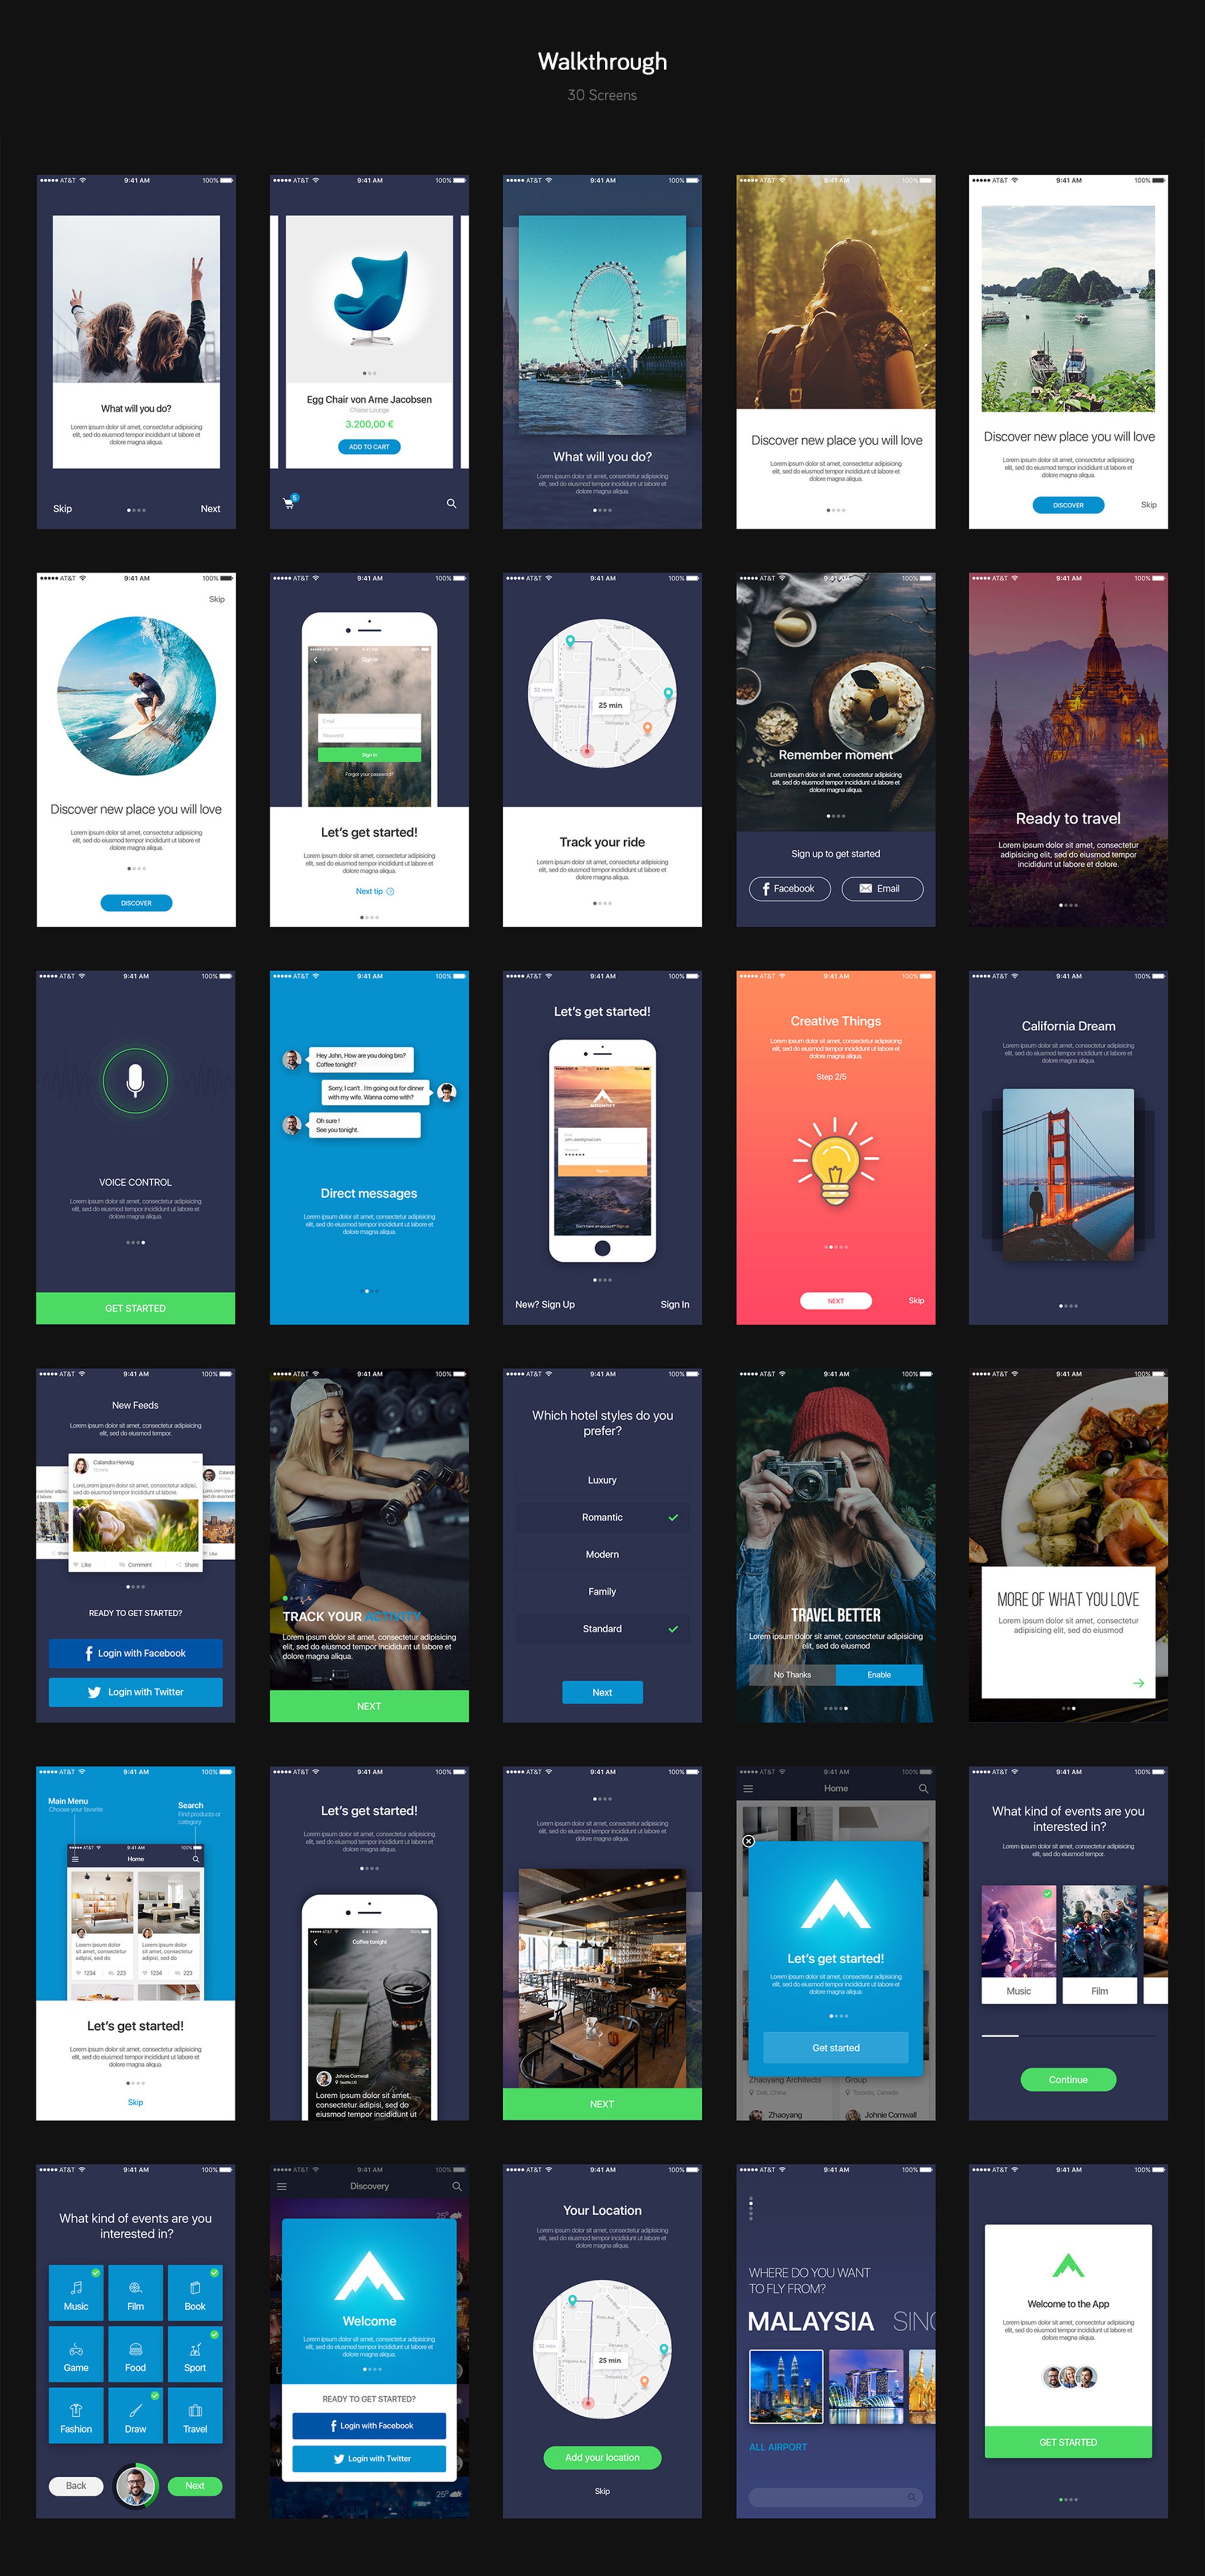 Walkthrough
30 Screens
AT&T 9:41 AM 100%
What will you do?
Lorem ipsum dolor sit amet, consectetur adipiscing
elit, sed do eiusmod tempor incididunt ut labore et
dolore magna aliqua.
Skip
Next
AT&T 9:41 AM 100%
Egg Chair von Arne Jacobsen
Chaise Lounge
3.200,00 €
ADD TO CART
5
AT&T 9:41 AM 100%
What will you do?
Lorem ipsum dolor sit amet, consectetur adipiscing
elit, sed do eiusmod tempor incididunt ut labore et
dolore magna aliqua.
AT&T 9:41 AM 100%
Discover new place you will love
Lorem ipsum dolor sit amet, consectetur adipiscing
elit, sed do eiusmod tempor incididunt ut labore et
dolore magna aliqua.
AT&T 9:41 AM 100%
Discover new place you will love
Lorem ipsum dolor sit amet, consectetur adipiscing
elit, sed do eiusmod tempor incididunt ut labore et
dolore magna aliqua.
DISCOVER
Skip
AT&T 9:41 AM 100%
Skip
Discover new place you will love
Lorem ipsum dolor sit amet, consectetur adipiscing
elit, sed do eiusmod tempor incididunt ut labore et
dolore magna aliqua.
DISCOVER
AT&T 9:41 AM 100%
Sign In
Email
Password
Sign In
Forgot your password?
Let's get started!
Lorem ipsum dolor sit amet, consectetur adipiscing
elit, sed do eiusmod tempor incididunt ut labore et
dolore magna aliqua.
Next tip
AT&T 9:41 AM 100%
32 min
25 min
Track your ride
Lorem ipsum dolor sit amet, consectetur adipiscing
elit, sed do eiusmod tempor incididunt ut labore et
dolore magna aliqua.
AT&T 9:41 AM 100%
Remember moment
Lorem ipsum dolor sit amet, consectetur adipiscing
elit, sed do eiusmod tempor incididunt ut labore et
dolore magna aliqua.
Sign up to get started
Facebook
Email
AT&T 9:41 AM 100%
Ready to travel
Lorem ipsum dolor sit amet, consectetur
adipisicing elit, sed do eiusmod tempor
incididunt ut labore et dolore.
AT&T 9:41 AM 100%
VOICE CONTROL
Lorem ipsum dolor sit amet, consectetur adipiscing
elit, sed do eiusmod tempor incididunt ut labore et
dolore magna aliqua.
GET STARTED
AT&T 9:41 AM 100%
Hey John, How are you doing bro?
Coffee tonight?
Sorry, I can't . I'm going out for dinner
with my wife. Wanna come with?
Oh sure !
See you tonight.
Direct messages
Lorem ipsum dolor sit amet, consectetur adipiscing
elit, sed do eiusmod tempor incididunt ut labore et
dolore magna aliqua.
AT&T 9:41 AM 100%
Let's get started!
Sign In
Don't have an account? Sign up
New? Sign Up
Sign In
AT&T 9:41 AM 100%
Creative Things
Lorem ipsum dolor sit amet, consectetur adipiscing
elit, sed do eiusmod tempor incididunt ut labore et
dolore magna aliqua.
Step 2/5
NEXT
Skip
AT&T 9:41 AM 100%
California Dream
Lorem ipsum dolor sit amet, consectetur adipiscing
elit, sed do eiusmod tempor incididunt ut labore et
dolore magna aliqua.
AT&T 9:41 AM 100%
New Feeds
Lorem ipsum dolor sit amet, consectetur adipiscing
elit, sed do eiusmod tempor.
Calandra Herwig
Like
Comment
Share
READY TO GET STARTED?
Login with Facebook
Login with Twitter
AT&T 9:41 AM 100%
TRACK YOUR ACTIVITY
Lorem ipsum dolor sit amet, consectetur adipisicing
elit, sed do eiusmod tempor incididunt ut labore et
dolore magna aliqua.
NEXT
AT&T 9:41 AM 100%
Which hotel styles do you
prefer?
Luxury
Romantic
Modern
Family
Standard
Next
AT&T 9:41 AM 100%
TRAVEL BETTER
Lorem ipsum dolor sit amet, consectetur adipisicing
elit, sed do eiusmod
No Thanks
Enable
AT&T 9:41 AM 100%
MORE OF WHAT YOU LOVE
Lorem ipsum dolor sit amet, consectetur
adipisicing elit, sed do eiusmod
AT&T 9:41 AM 100%
Main Menu
Choose your favorite
Search
Find products or
category
AT&T 9:41 AM 100%
Home
Lorem ipsum dolor
sit amet, consectetur
adipisi, sed do
1234 223
Lorem ipsum dolor
sit amet, consectetur
adipisi, sed do
1234 223
Let's get started!
Lorem ipsum dolor sit amet, consectetur adipiscing
elit, sed do eiusmod tempor incididunt ut labore et
dolore magna aliqua.
Skip
AT&T 9:41 AM 100%
Let's get started!
Lorem ipsum dolor sit amet, consectetur adipiscing
elit, sed do eiusmod tempor incididunt ut labore et
dolore magna aliqua.
Coffee tonight
Johnie Cornwall
Seattle,US
Lorem ipsum dolor sit amet,
consectetur adipisicing elit, sed do
eiusmod tempor incididunt ut
AT&T 9:41 AM 100%
Lorem ipsum dolor sit amet, consectetur adipiscing
elit, sed do eiusmod tempor incididunt ut labore et
dolore magna aliqua.
NEXT
AT&T 9:41 AM 100%
Home
Let's get started!
Lorem ipsum dolor sit amet, consectetur adipiscing
elit, sed do eiusmod tempor incididunt ut labore et
dolore magna aliqua.
Get started
Zhaoyang Architects
Dali, China
Group
Toronto, Canada
Zhaoyang
Johnie Cornwall
AT&T 9:41 AM 100%
What kind of events are you
interested in?
Lorem ipsum dolor sit amet, consectetur adipiscing
elit, sed do eiusmod tempor.
Music
Film
Continue
AT&T 9:41 AM 100%
What kind of events are you
interested in?
Music
Film
Book
Game
Food
Sport
Fashion
Draw
Travel
Back
Next
AT&T 9:41 AM 100%
Discovery
25°
Welcome
Lorem ipsum dolor sit amet, consectetur adipiscing
elit, sed do eiusmod tempor incididunt ut labore et
dolore magna aliqua.
READY TO GET STARTED?
Login with Facebook
Login with Twitter
25°
AT&T 9:41 AM 100%
Your Location
Lorem ipsum dolor sit amet, consectetur adipiscing
elit, sed do eiusmod tempor incididunt ut labore et
dolore magna aliqua.
32 min
25 min
Add your location
Skip
AT&T 9:41 AM 100%
WHERE DO YOU WANT
TO FLY FROM?
MALAYSIA SING
ALL AIRPORT
AT&T 9:41 AM 100%
Welcome to the App
Lorem ipsum dolor sit amet, consectetur adipiscing
elit, sed do eiusmod tempor incididunt ut labore et
dolore magna aliqua.
GET STARTED